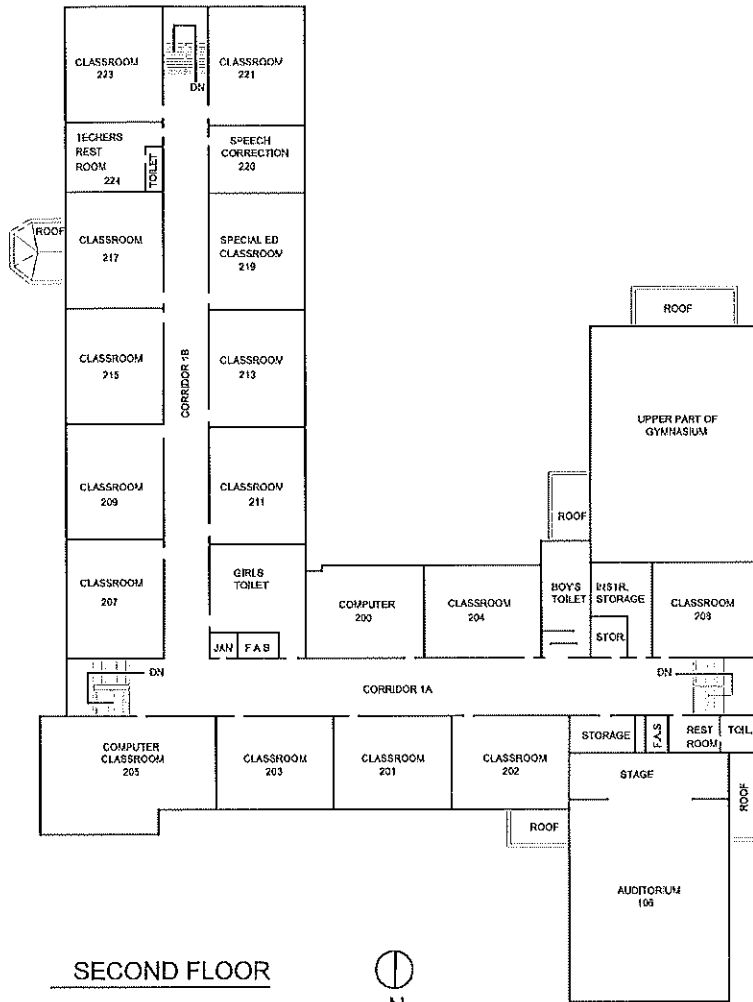 CLASSROOM
223
DN
CLASSROOM
221
TECHERS
REST
ROOM
224
TOILET
SPEECH
CORRECTION
220
ROOF
CLASSROOM
217
SPECIAL ED
CLASSROOM
219
ROOF
CLASSROOM
215
CORRIDOR 1B
CLASSROOM
213
UPPER PART OF
GYMNASIUM
CLASSROOM
209
CLASSROOM
211
ROOF
CLASSROOM
207
GIRLS
TOILET
COMPUTER
200
CLASSROOM
204
BOYS
TOILET
INSTR.
STORAGE
CLASSROOM
208
STOR.
JAN
F.A.S
DN
CORRIDOR 1A
DN
COMPUTER
CLASSROOM
205
CLASSROOM
203
CLASSROOM
201
CLASSROOM
202
STORAGE
F.A.S
REST
ROOM
TOIL.
STAGE
ROOF
ROOF
AUDITORIUM
106
SECOND FLOOR
N